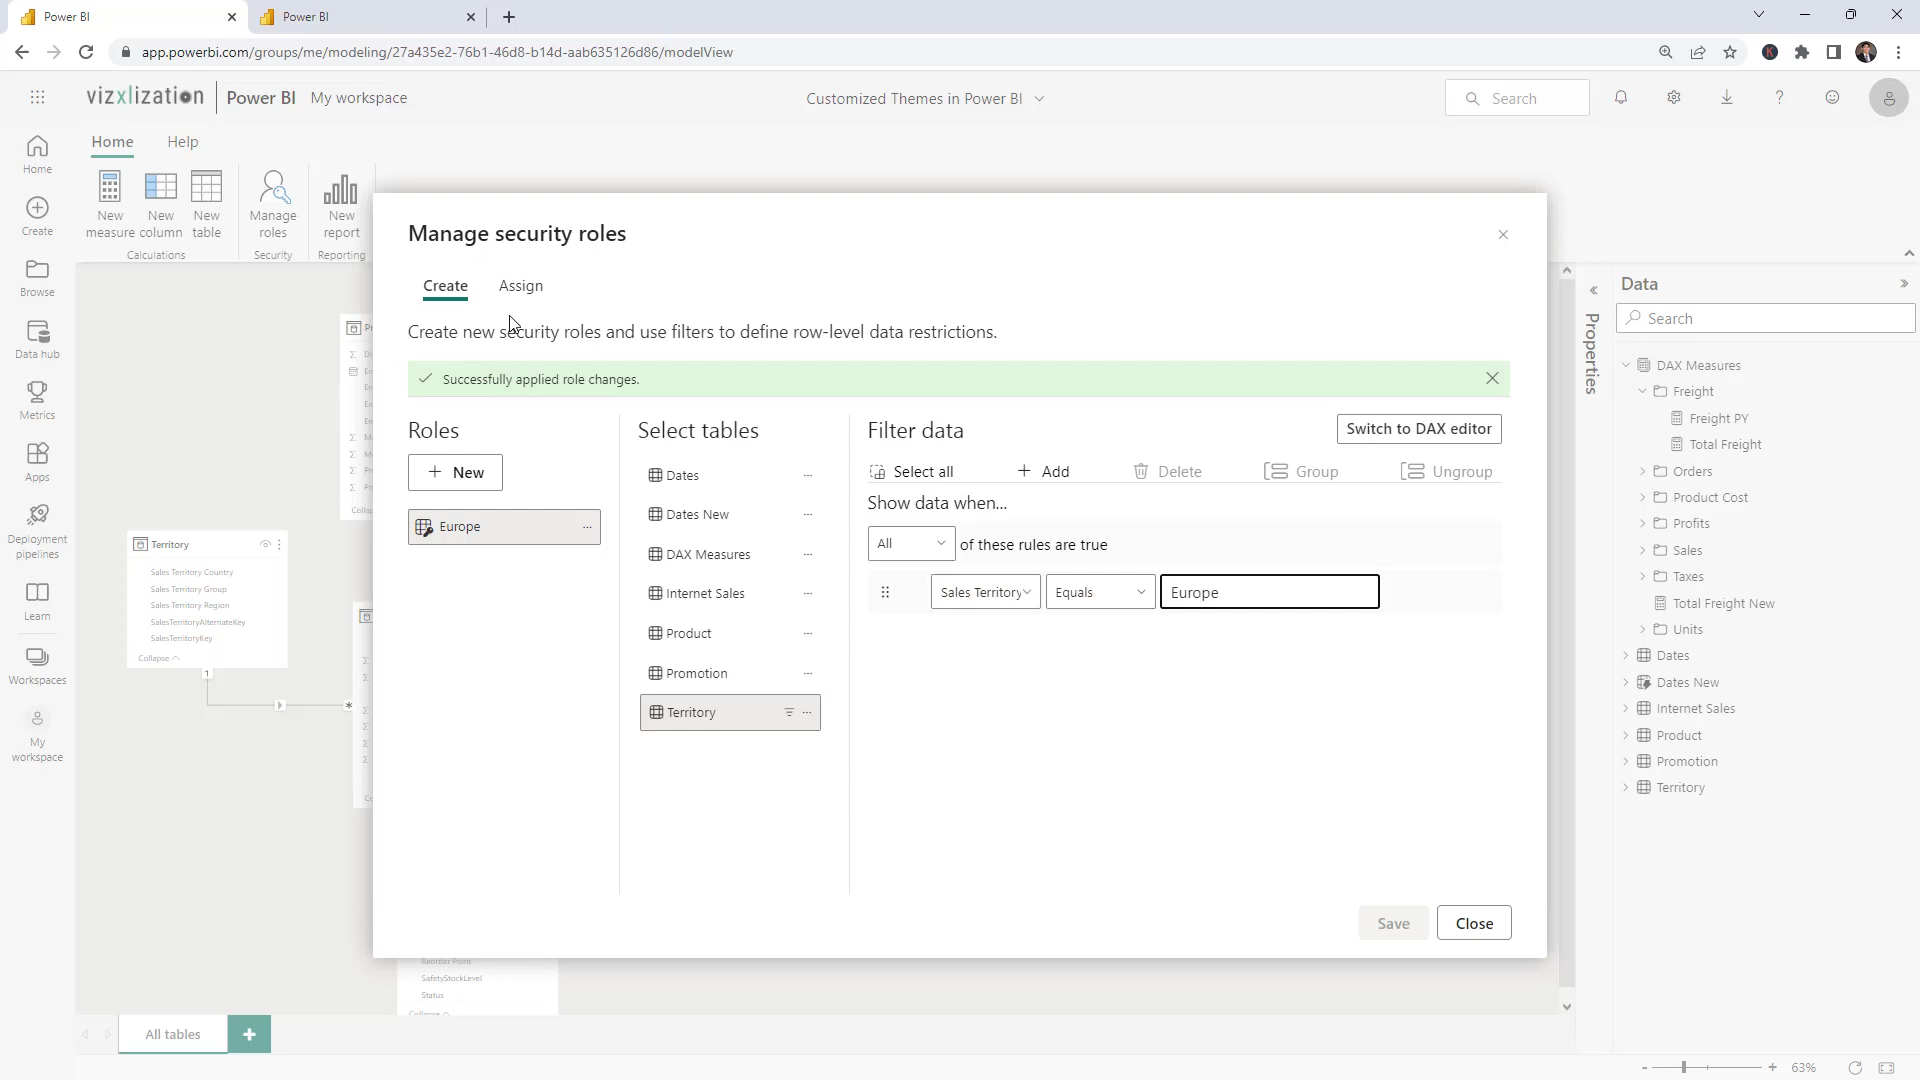 Power BI
Power BI
app.powerbi.com/groups/me/modeling/27a435e2-76b1-46d8-b14d-aab635126d86/modelView
vizxlization
Power BI
My workspace
Customized Themes in Power BI
Search
Home
Help
Home
Create
Browse
Data hub
Metrics
Apps
Deployment
pipelines
Learn
Workspaces
My
workspace
New
measure
New
column
New
table
Calculations
Manage
roles
Security
New
report
Reporting
Manage security roles
Create
Assign
Create new security roles and use filters to define row-level data restrictions.
Successfully applied role changes.
Roles
New
Europe
Select tables
Dates
Dates New
DAX Measures
Internet Sales
Product
Promotion
Territory
Filter data
Switch to DAX editor
Select all
Add
Delete
Group
Ungroup
Show data when...
All
of these rules are true
Sales Territory
Equals
Europe
Save
Close
Territory
Sales Territory Country
Sales Territory Group
Sales Territory Region
SalesTerritoryAlternateKey
SalesTerritoryKey
Collapse
1
*
Reorder Point
SafetyStockLevel
Status
Collapse
Properties
Data
Search
DAX Measures
Freight
Freight PY
Total Freight
Orders
Product Cost
Profits
Sales
Taxes
Total Freight New
Units
Dates
Dates New
Internet Sales
Product
Promotion
Territory
All tables
63%